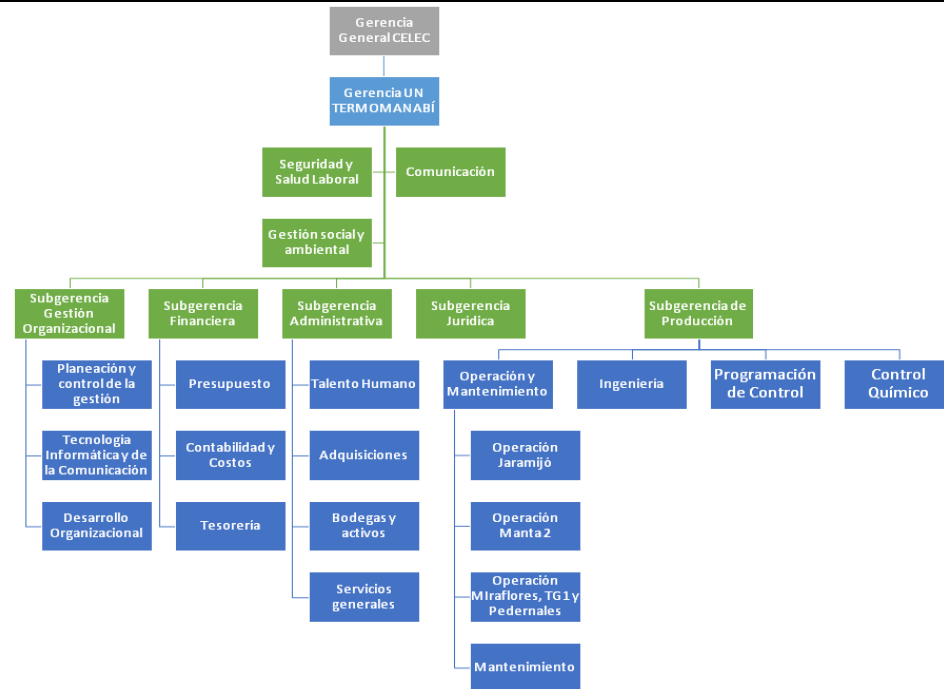 Gerencia
General CELEC
Gerencia UN
TERMOMANABÍ
Seguridad y
Salud Laboral
Comunicación
Gestión social y
ambiental
Subgerencia
Gestión
Organizacional
Subgerencia
Financiera
Subgerencia
Administrativa
Subgerencia
Jurídica
Subgerencia de
Producción
Planeación y
control de la
gestión
Presupuesto
Talento Humano
Operación y
Mantenimiento
Ingeniería
Programación
de Control
Control
Químico
Tecnología
Informática y de
la Comunicación
Contabilidad y
Costos
Adquisiciones
Operación
Jaramijó
Desarrollo
Organizacional
Tesorería
Bodegas y
activos
Operación
Manta 2
Servicios
generales
Operación
MIraflores, TG1 y
Pedernales
Mantenimiento